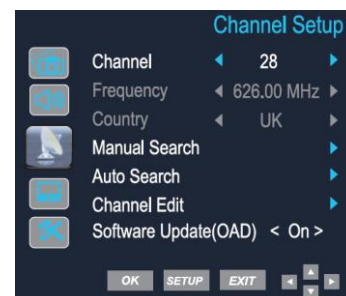 Channel Setup
Channel 28
Frequency 626.00 MHz
Country UK
Manual Search
Auto Search
Channel Edit
Software Update(OAD) < On >
OK SETUP EXIT